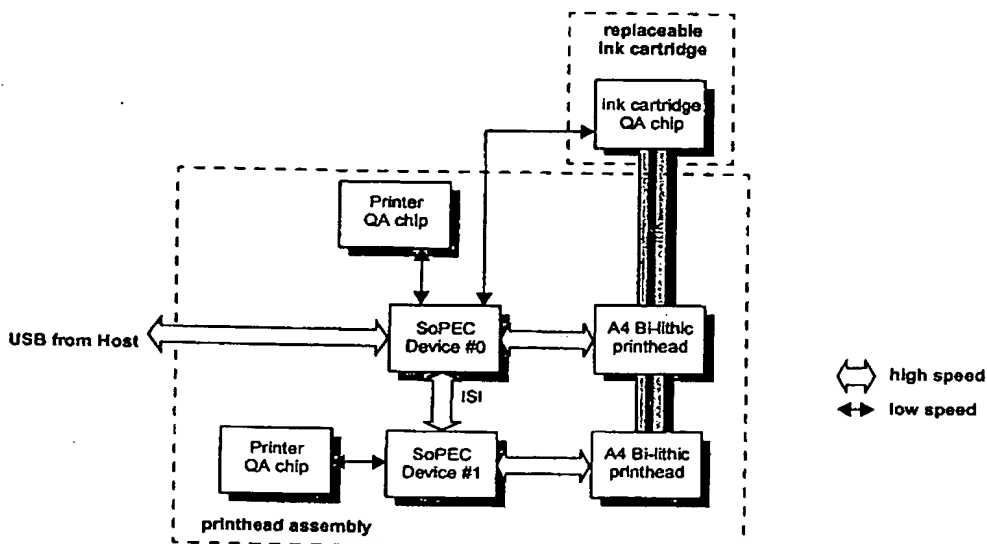 replaceable
ink cartridge
ink cartridge
QA chip
Printer
QA chip
USB from Host
SoPEC
Device #0
A4 Bi-lithic
printhead
high speed
low speed
ISI
Printer
QA chip
SoPEC
Device #1
A4 Bi-lithic
printhead
printhead assembly